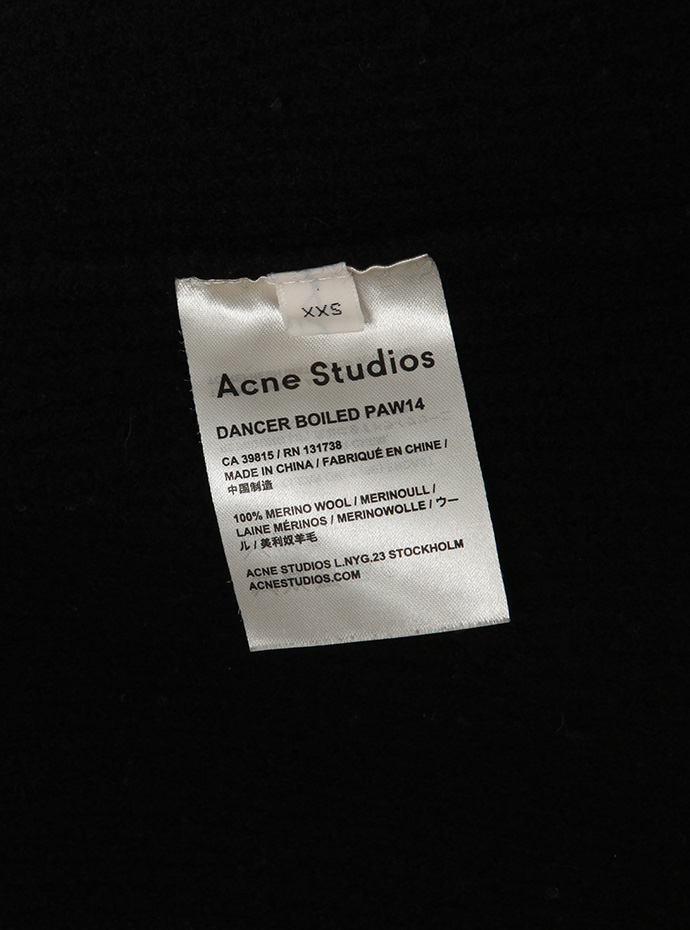 XXS
Acne Studios
DANCER BOILED PAW14
CA 39815 / RN 131738
MADE IN CHINA / FABRIQUÉ EN CHINE /
中国制造
100% MERINO WOOL / MERINOULL /
LAINE MÉRINOS / MERINOWOLLE / ウー
ル / 美利奴羊毛
ACNE STUDIOS L.NYG.23 STOCKHOLM
ACNESTUDIOS.COM